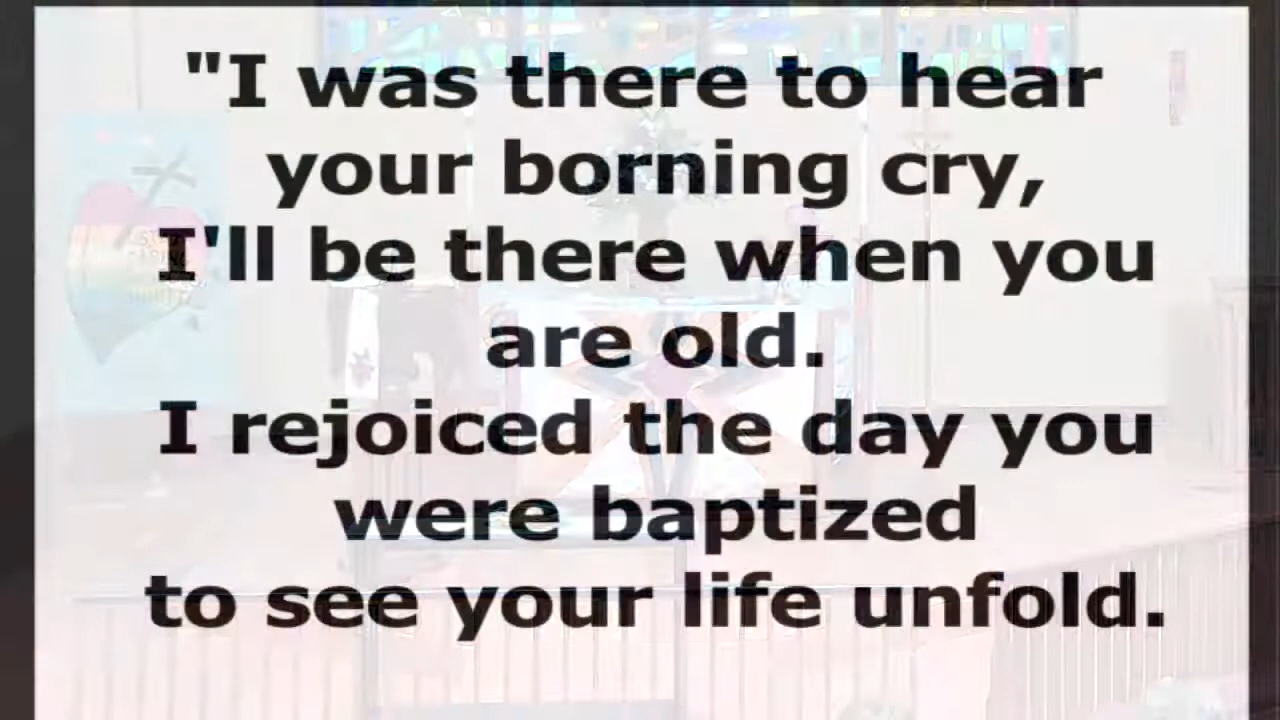 "I was there to hear
your borning cry,
I'll be there when you
are old.
I rejoiced the day you
were baptized
to see your life unfold.